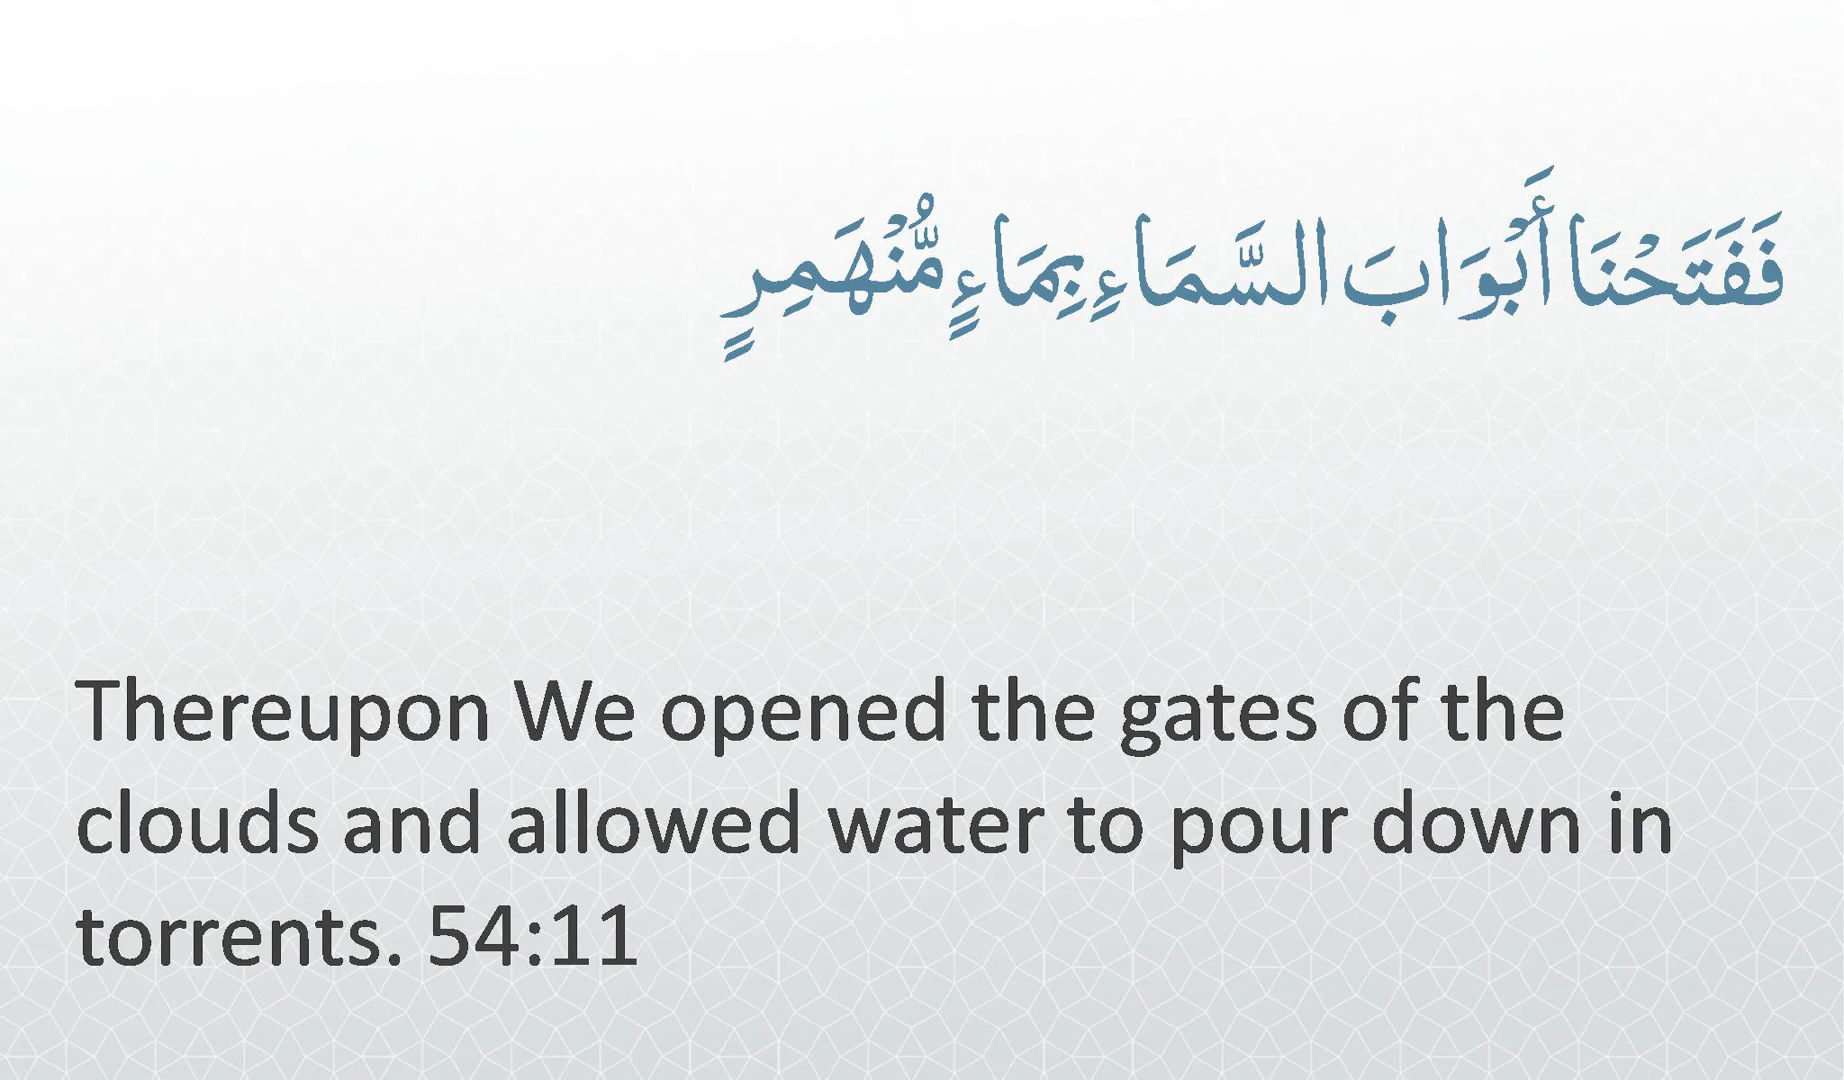 فَفَتَحْنَا أَبْوَابَ السَّمَاءِ بِمَاءٍ مُّنْهَمِرٍ
Thereupon We opened the gates of the
clouds and allowed water to pour down in
torrents. 54:11